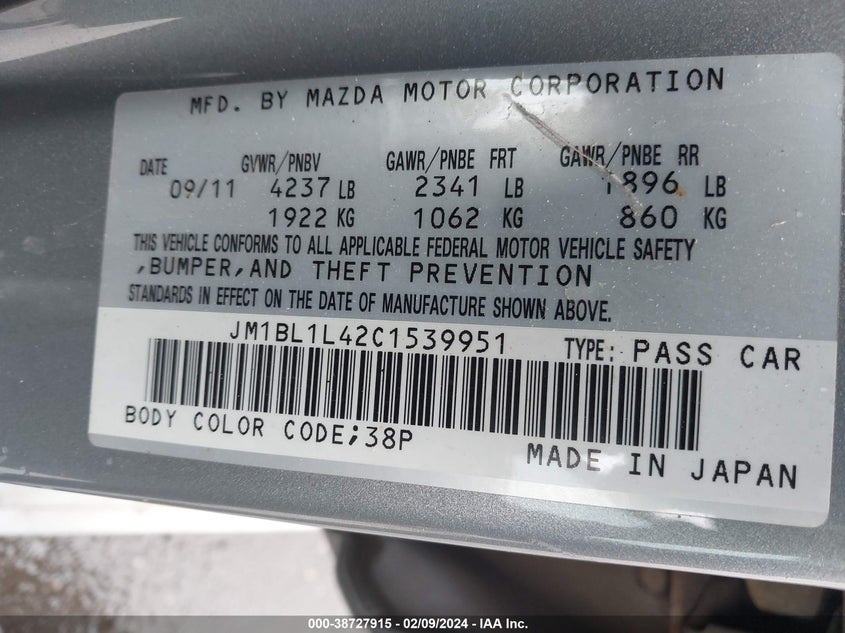 MFD. BY MAZDA MOTOR CORPORATION
DATE GVWR/PNBV GAWR/PNBE FRT GAWR/PNBE RR
09/11 4237 LB 2341 LB 1896 LB
1922 KG 1062 KG 860 KG
THIS VEHICLE CONFORMS TO ALL APPLICABLE FEDERAL MOTOR VEHICLE SAFETY
,BUMPER,AND THEFT PREVENTION
STANDARDS IN EFFECT ON THE DATE OF MANUFACTURE SHOWN ABOVE.
JM1BL1L42C1539951 TYPE: PASS CAR
BODY COLOR CODE;38P
MADE IN JAPAN
000-38727915 - 02/09/2024 - IAA Inc.